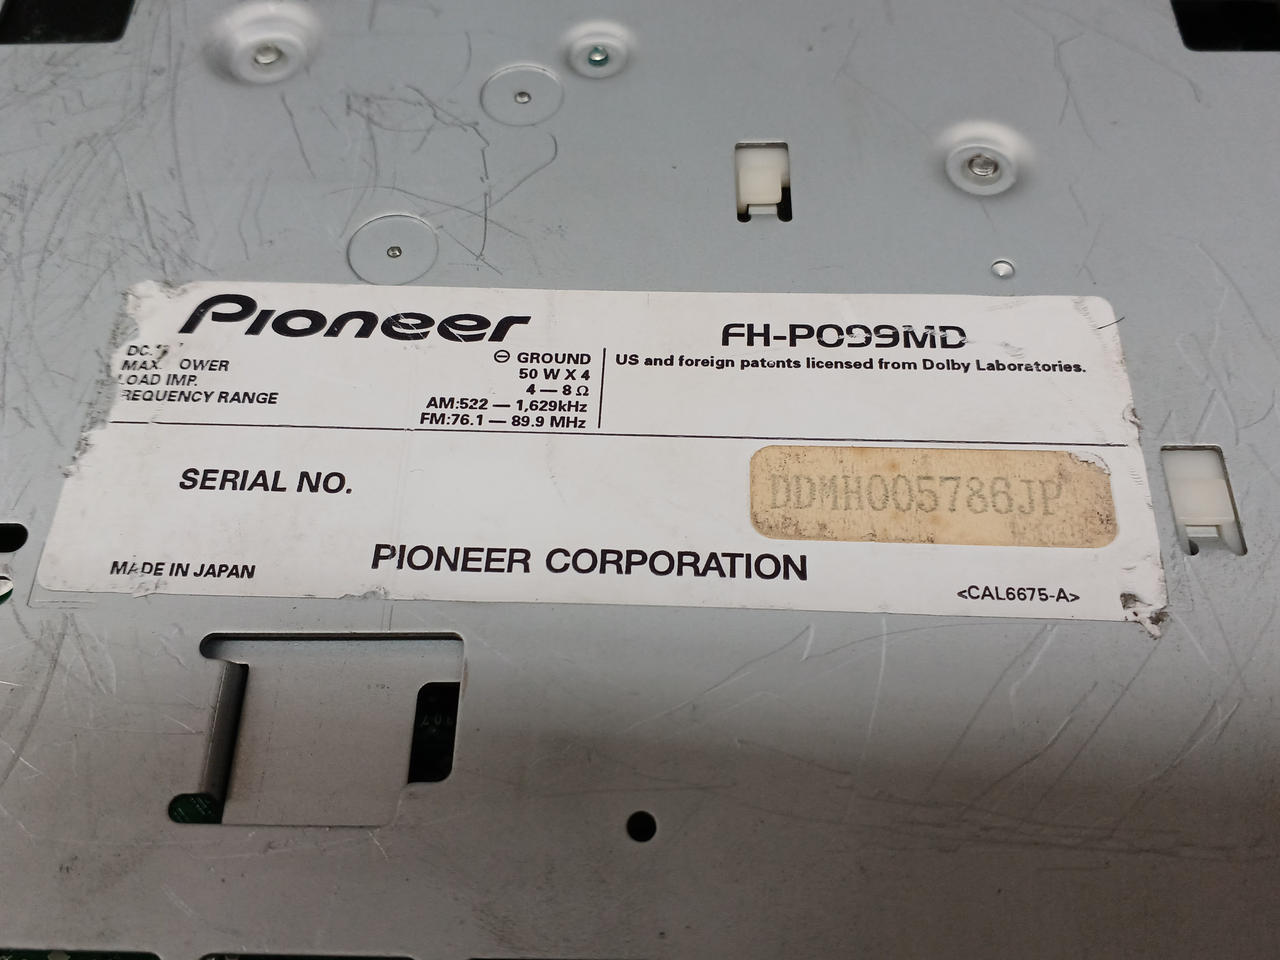 Pioneer
DC.
MAX. OWER
LOAD IMP.
REQUENCY RANGE
⊖ GROUND
50 W X 4
4 — 8 Ω
AM:522 — 1,629kHz
FM:76.1 — 89.9 MHz
FH-P099MD
US and foreign patents licensed from Dolby Laboratories.
SERIAL NO.
DDMH005786JP
MADE IN JAPAN
PIONEER CORPORATION
<CAL6675-A>